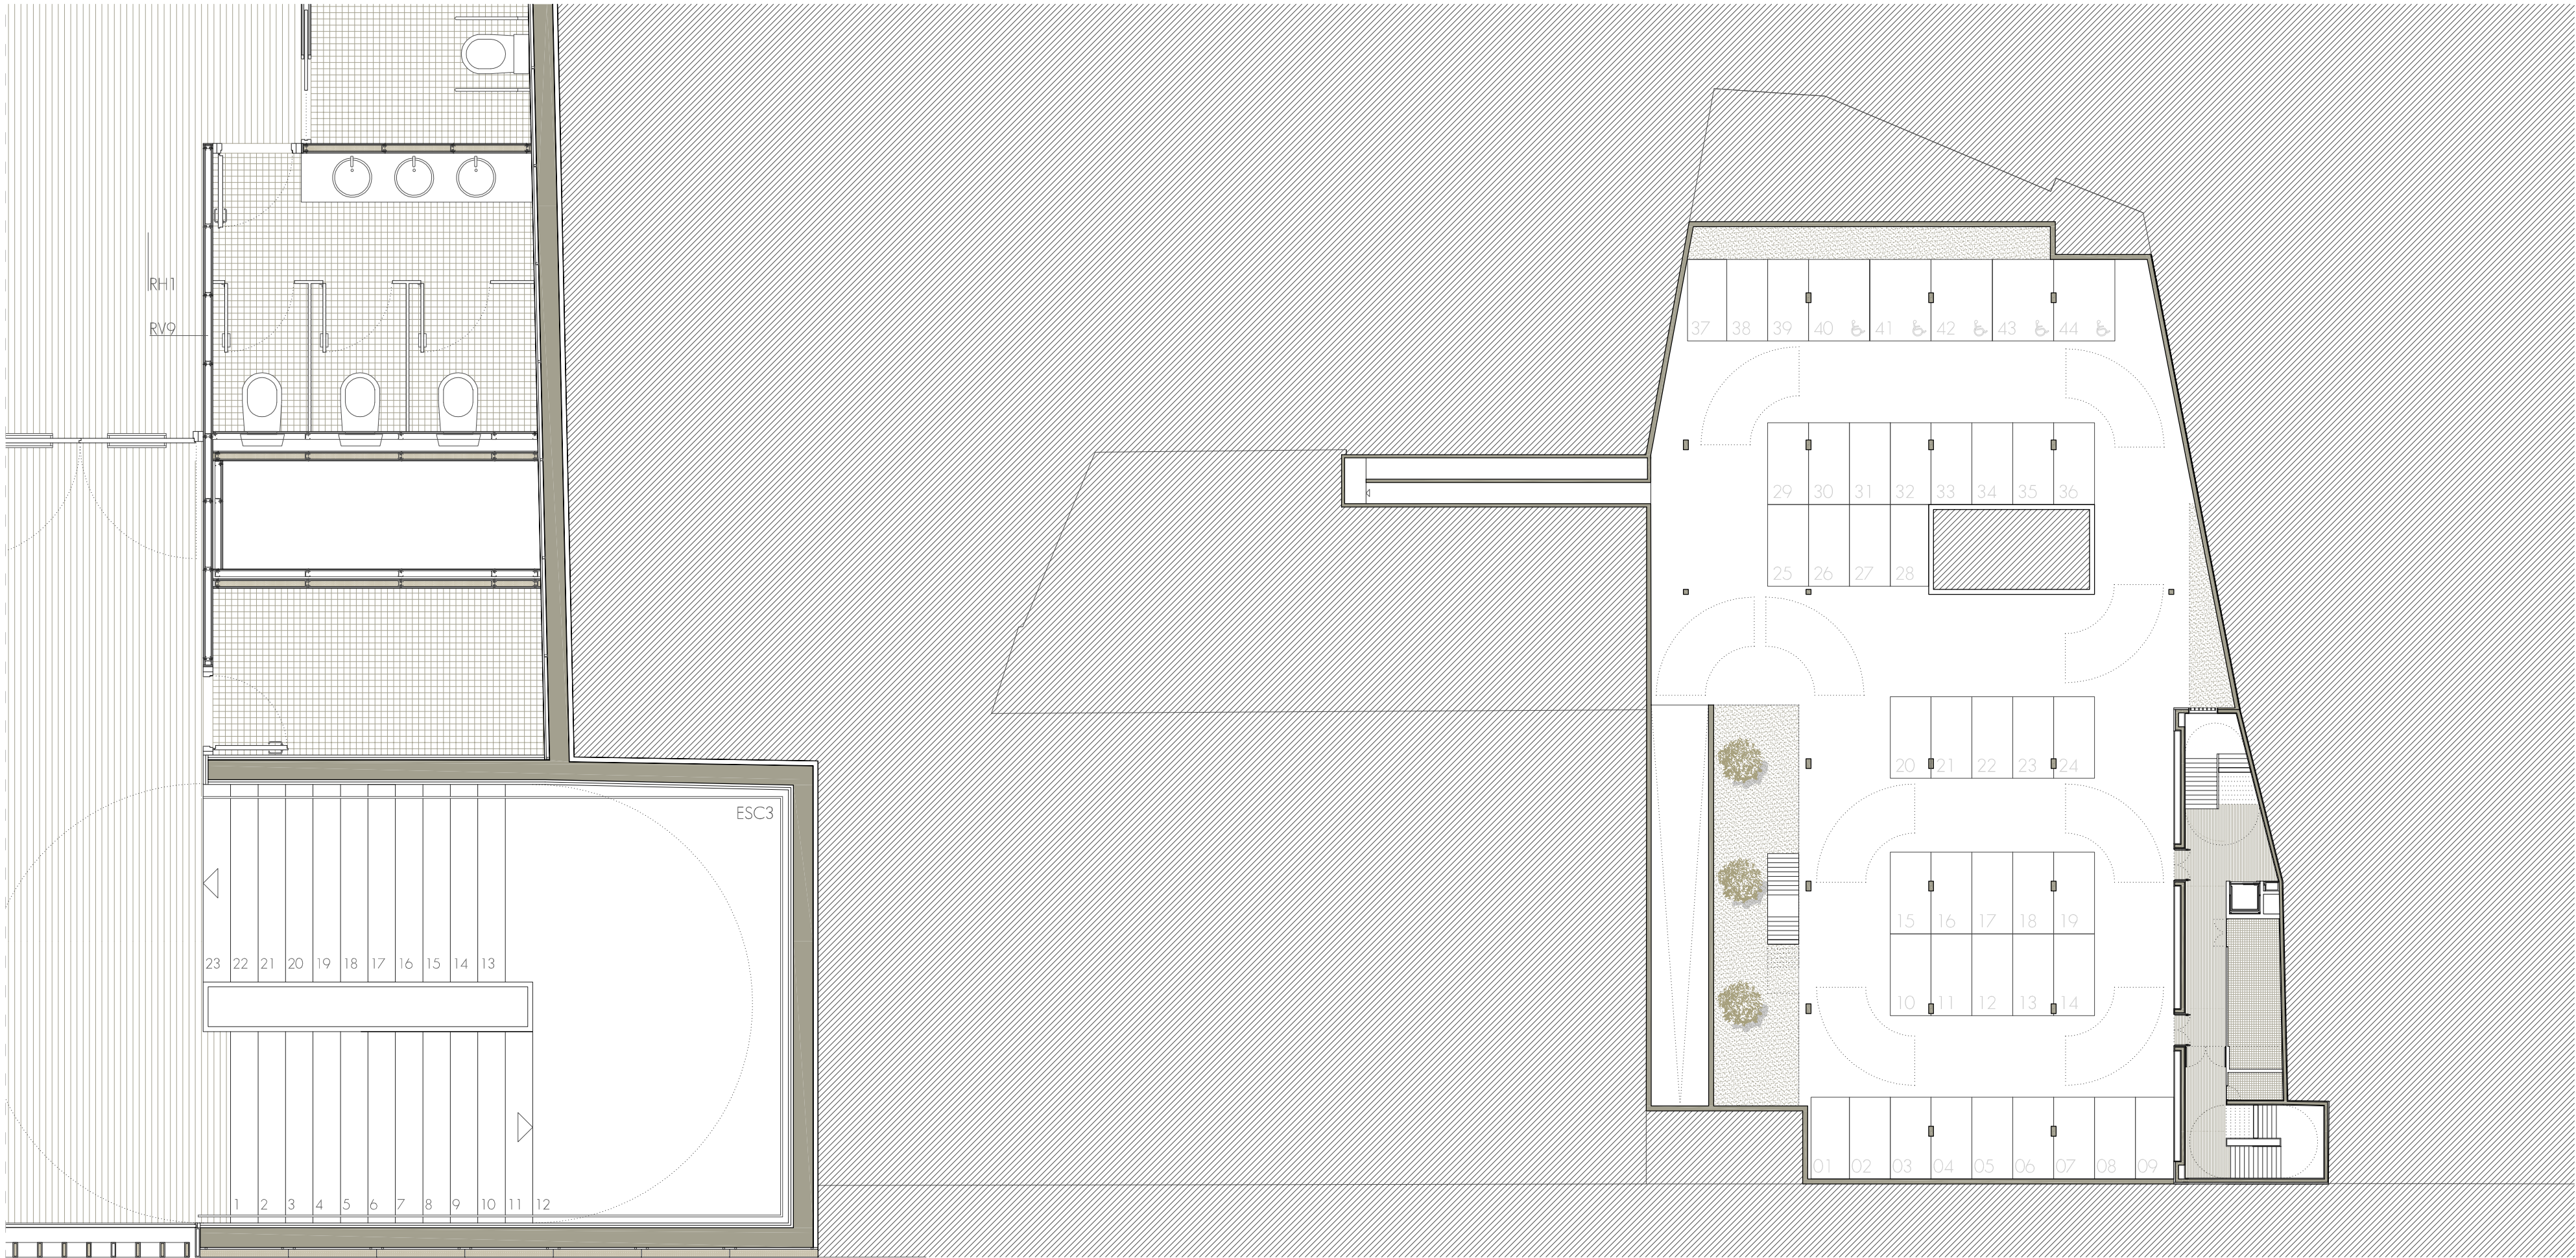 RH1
RV9
ESC3
23 22 21 20 19 18 17 16 15 14 13
1 2 3 4 5 6 7 8 9 10 11 12
37 38 39 40 41 42 43 44
29 30 31 32 33 34 35 36
25 26 27 28
20 21 22 23 24
15 16 17 18 19
10 11 12 13 14
01 02 03 04 05 06 07 08 09